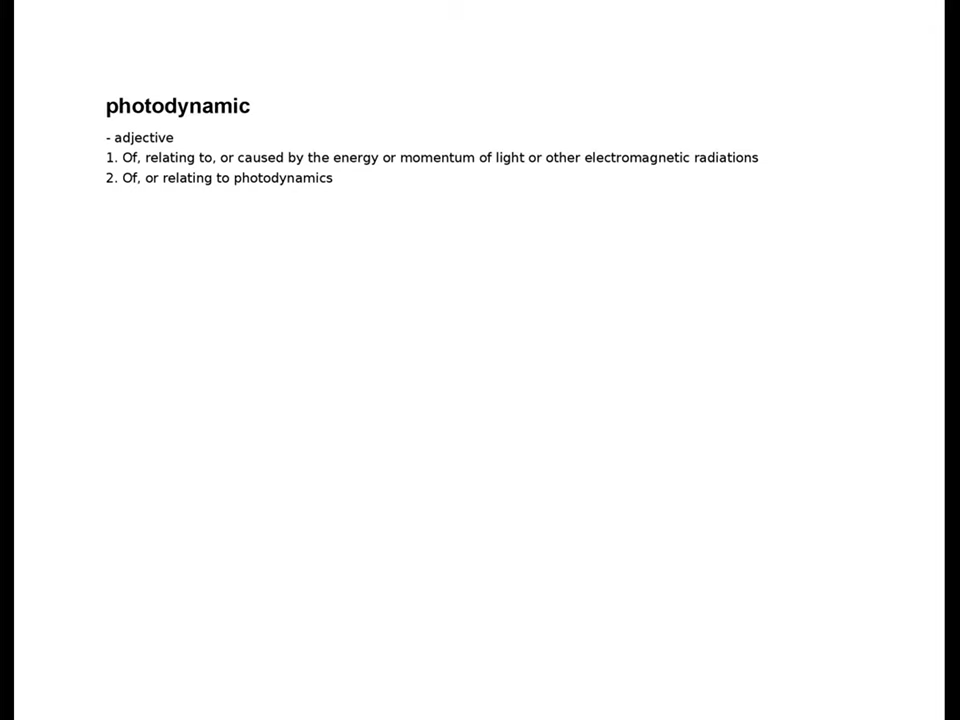 photodynamic
- adjective
1. Of, relating to, or caused by the energy or momentum of light or other electromagnetic radiations
2. Of, or relating to photodynamics